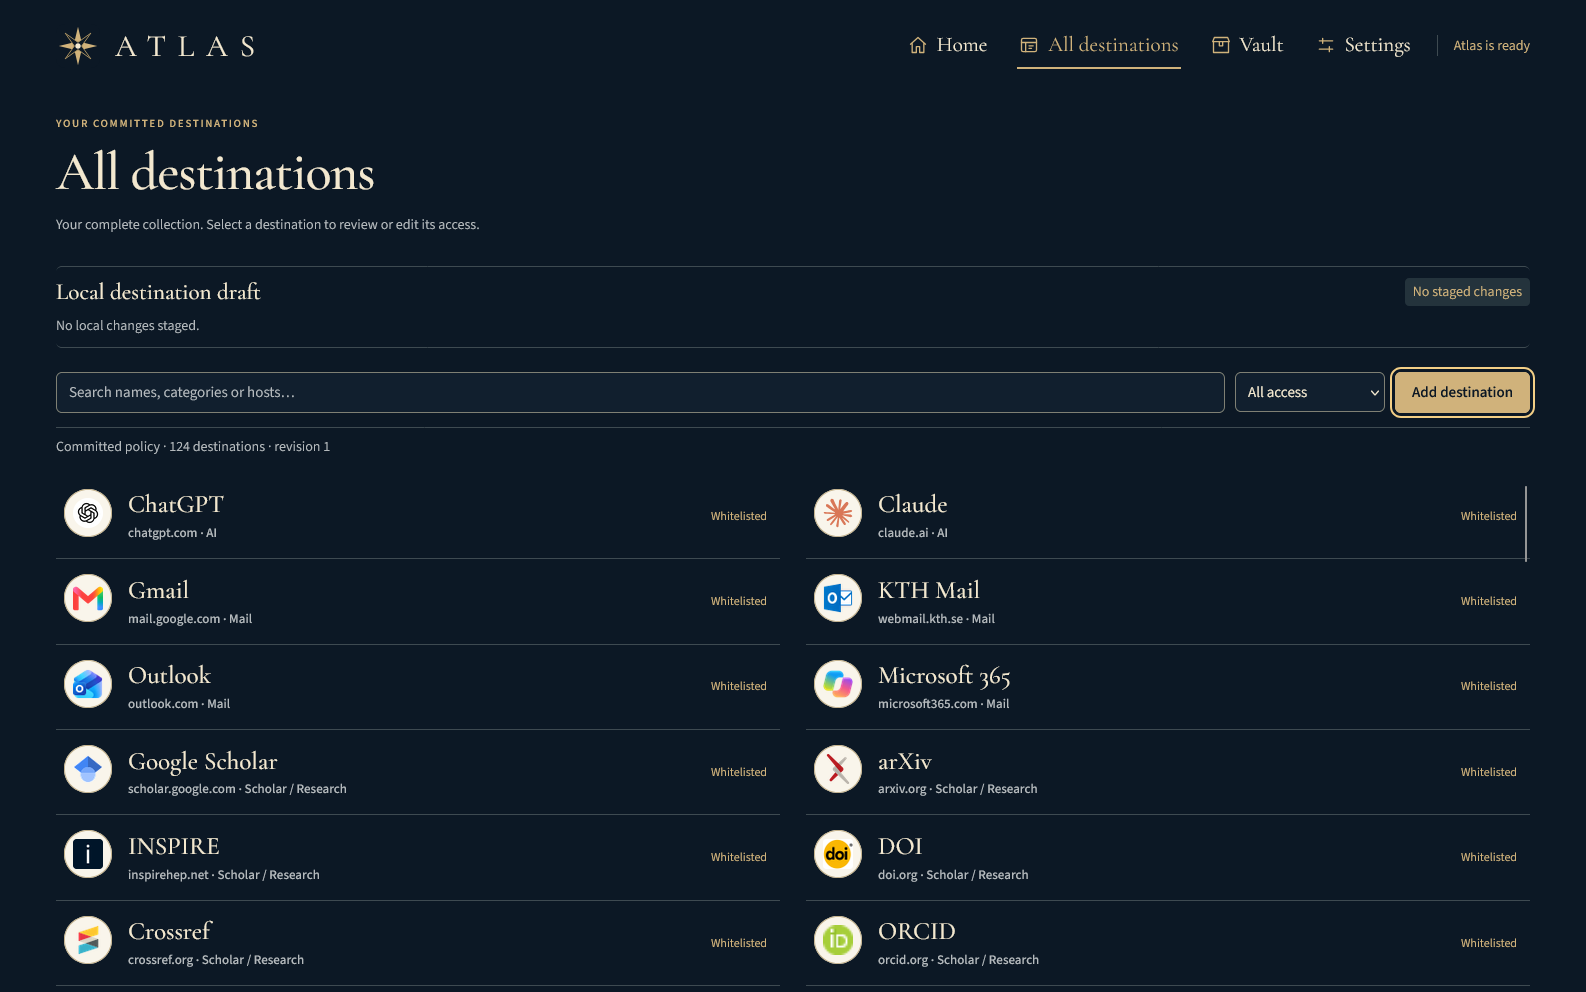 ATLAS
Home
All destinations
Vault
Settings
Atlas is ready
YOUR COMMITTED DESTINATIONS
All destinations
Your complete collection. Select a destination to review or edit its access.
Local destination draft
No staged changes
No local changes staged.
Search names, categories or hosts…
All access
Add destination
Committed policy · 124 destinations · revision 1
ChatGPT
chatgpt.com · AI
Whitelisted
Claude
claude.ai · AI
Whitelisted
Gmail
mail.google.com · Mail
Whitelisted
KTH Mail
webmail.kth.se · Mail
Whitelisted
Outlook
outlook.com · Mail
Whitelisted
Microsoft 365
microsoft365.com · Mail
Whitelisted
Google Scholar
scholar.google.com · Scholar / Research
Whitelisted
arXiv
arxiv.org · Scholar / Research
Whitelisted
i
INSPIRE
inspirehep.net · Scholar / Research
Whitelisted
doi
DOI
doi.org · Scholar / Research
Whitelisted
Crossref
crossref.org · Scholar / Research
Whitelisted
iD
ORCID
orcid.org · Scholar / Research
Whitelisted